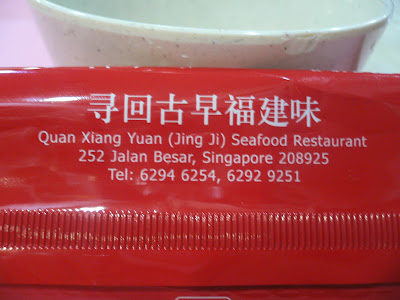 寻回古早福建味
Quan Xiang Yuan (Jing Ji) Seafood Restaurant
252 Jalan Besar, Singapore 208925
Tel: 6294 6254, 6292 9251